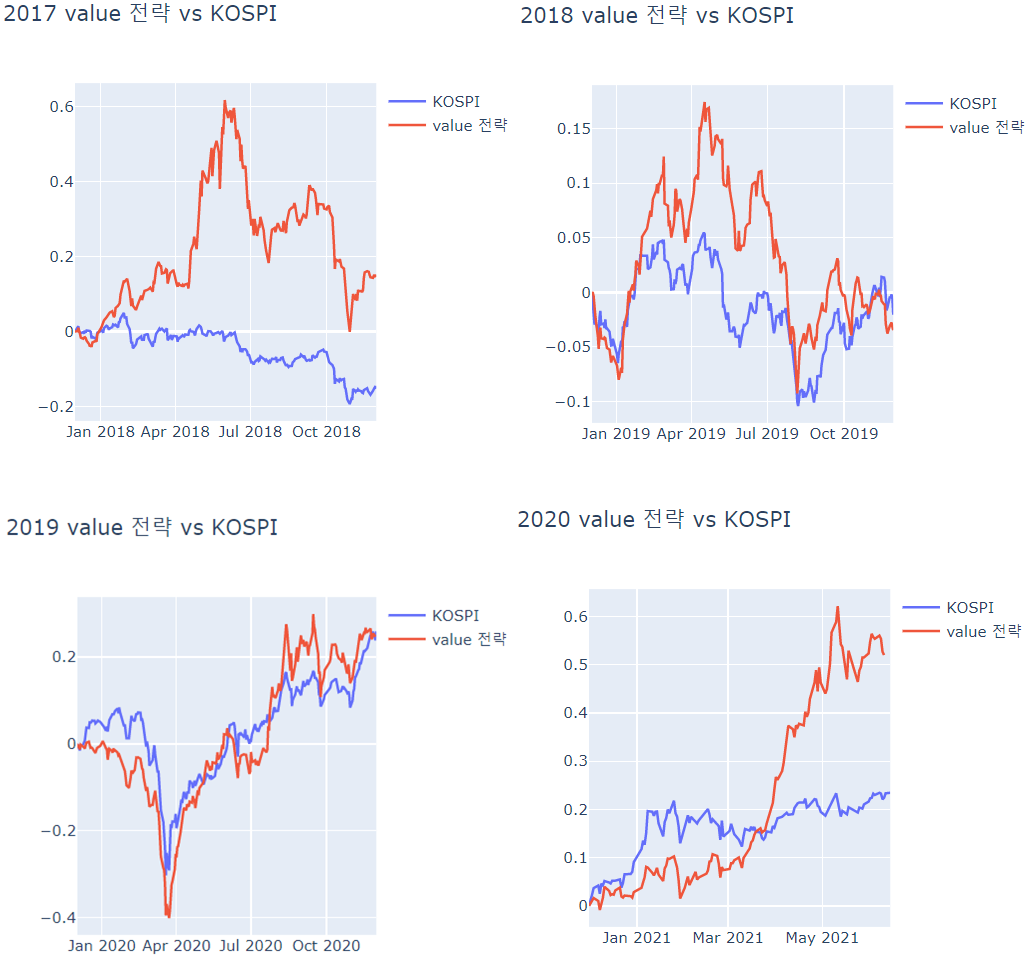 2017 value 전략 vs KOSPI
KOSPI
value 전략
0.6
0.4
0.2
0
−0.2
Jan 2018 Apr 2018 Jul 2018 Oct 2018
2018 value 전략 vs KOSPI
KOSPI
value 전략
0.15
0.1
0.05
0
−0.05
−0.1
Jan 2019 Apr 2019 Jul 2019 Oct 2019
2019 value 전략 vs KOSPI
KOSPI
value 전략
0.2
0
−0.2
−0.4
Jan 2020 Apr 2020 Jul 2020 Oct 2020
2020 value 전략 vs KOSPI
KOSPI
value 전략
0.6
0.5
0.4
0.3
0.2
0.1
0
Jan 2021 Mar 2021 May 2021